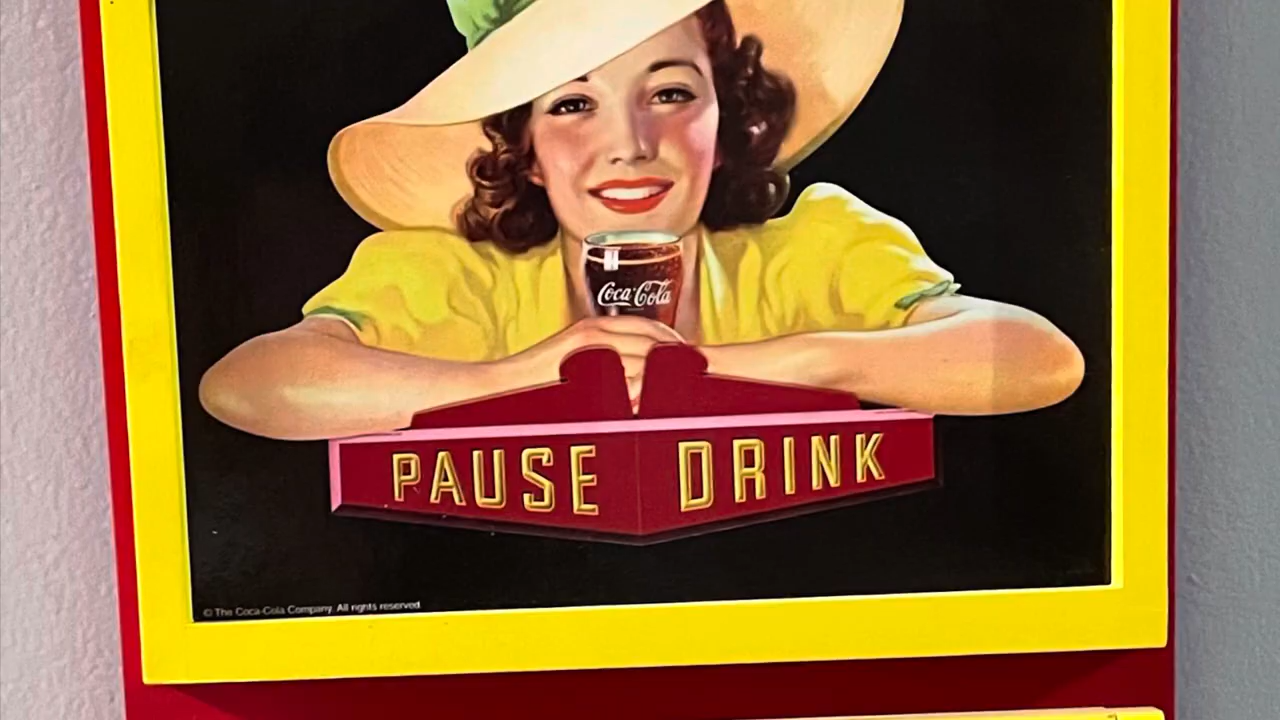 Coca-Cola
PAUSE DRINK
© The Coca-Cola Company. All rights reserved.